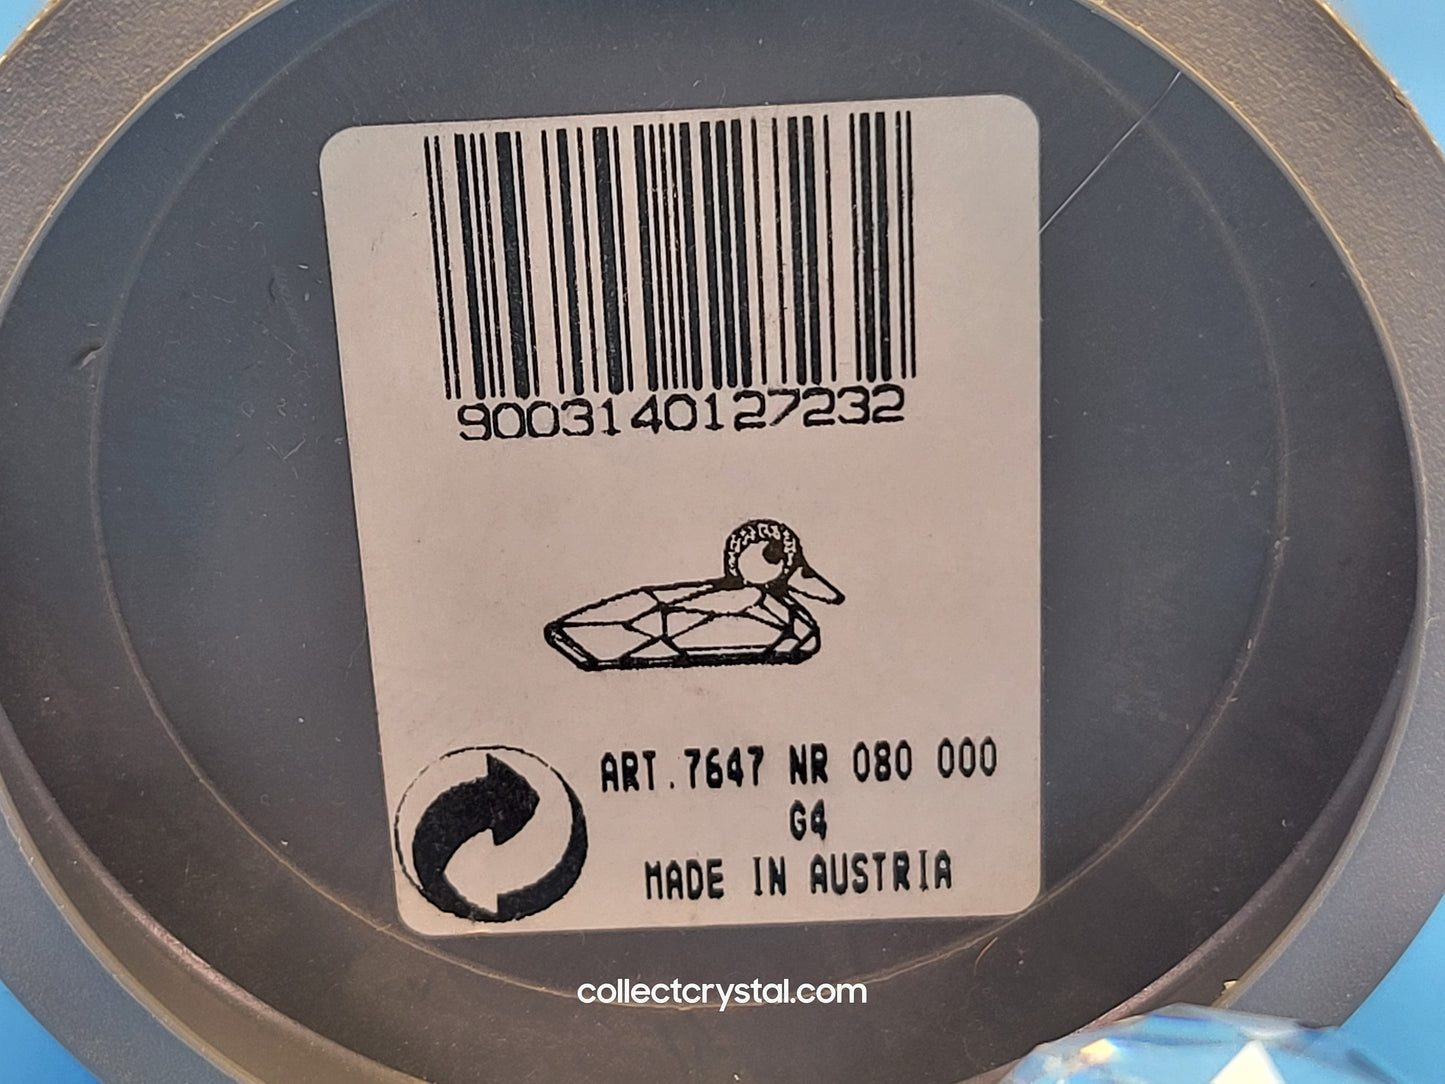 9003140127232
ART.7647 NR 080 000
G4
MADE IN AUSTRIA
collectcrystal.com